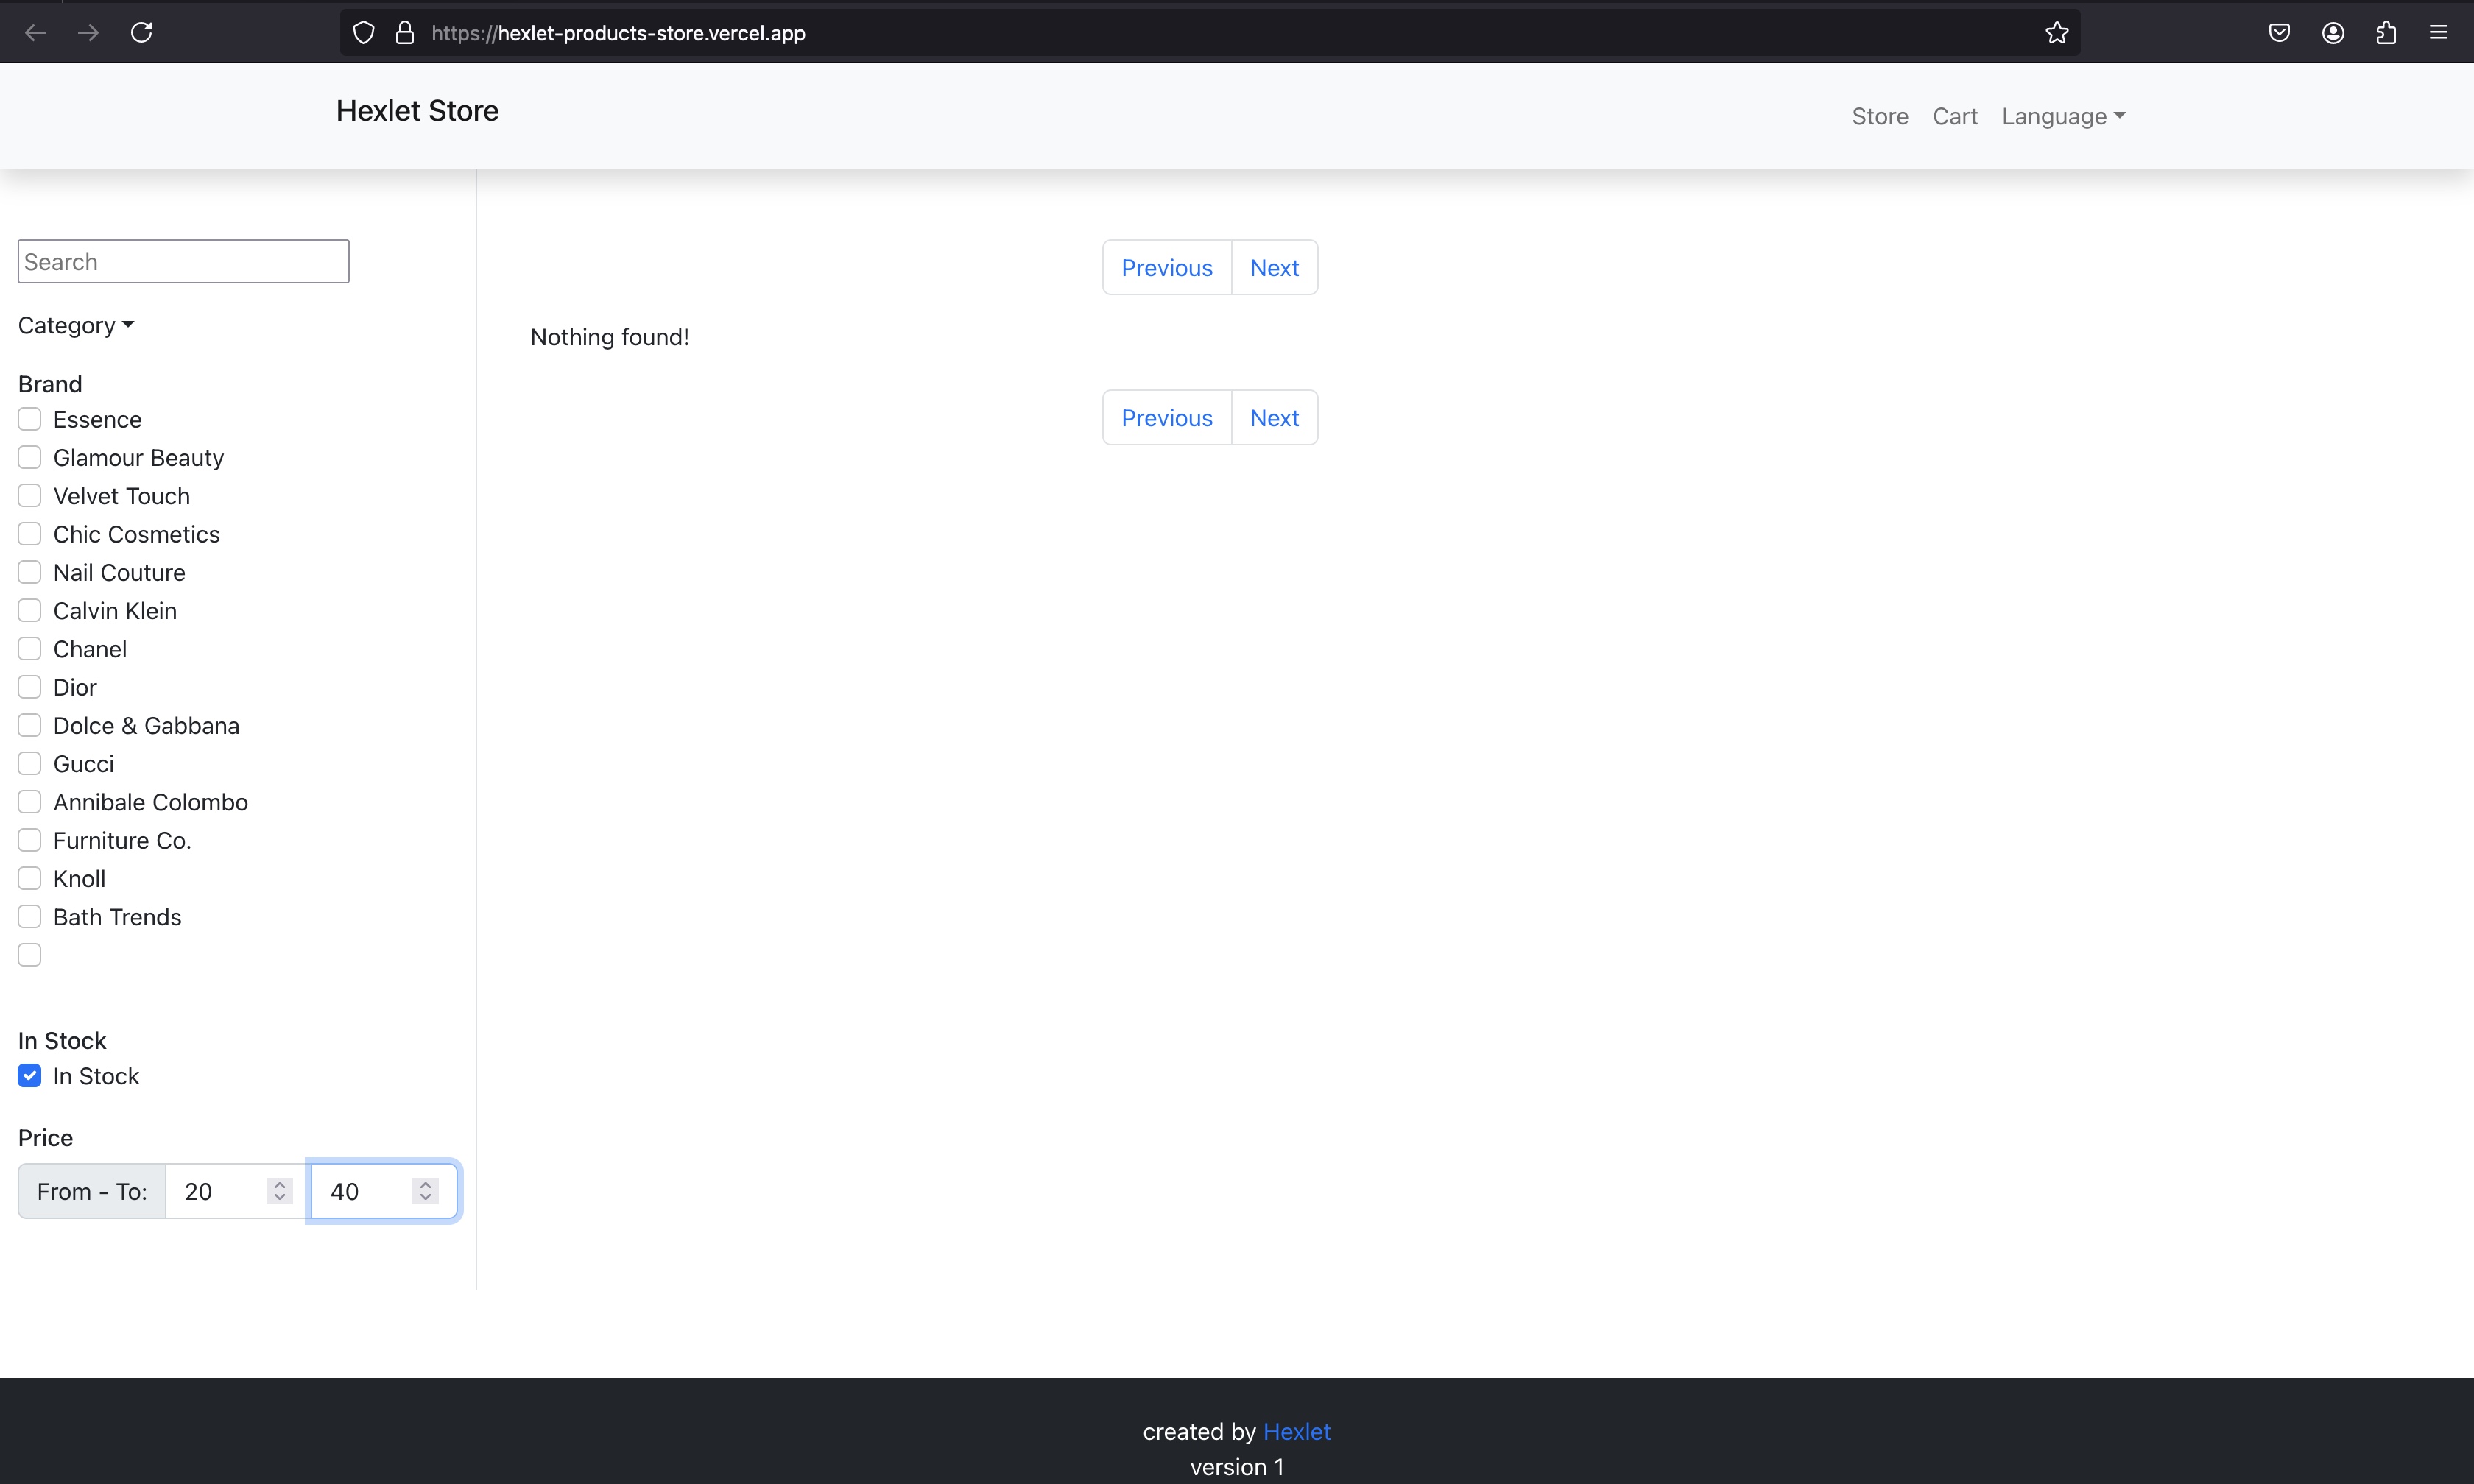 https://hexlet-products-store.vercel.app
Hexlet Store
Store Cart Language
Search
Category
Brand
Essence
Glamour Beauty
Velvet Touch
Chic Cosmetics
Nail Couture
Calvin Klein
Chanel
Dior
Dolce & Gabbana
Gucci
Annibale Colombo
Furniture Co.
Knoll
Bath Trends
In Stock
In Stock
Price
From - To: 20 40
Previous Next
Nothing found!
Previous Next
created by Hexlet
version 1